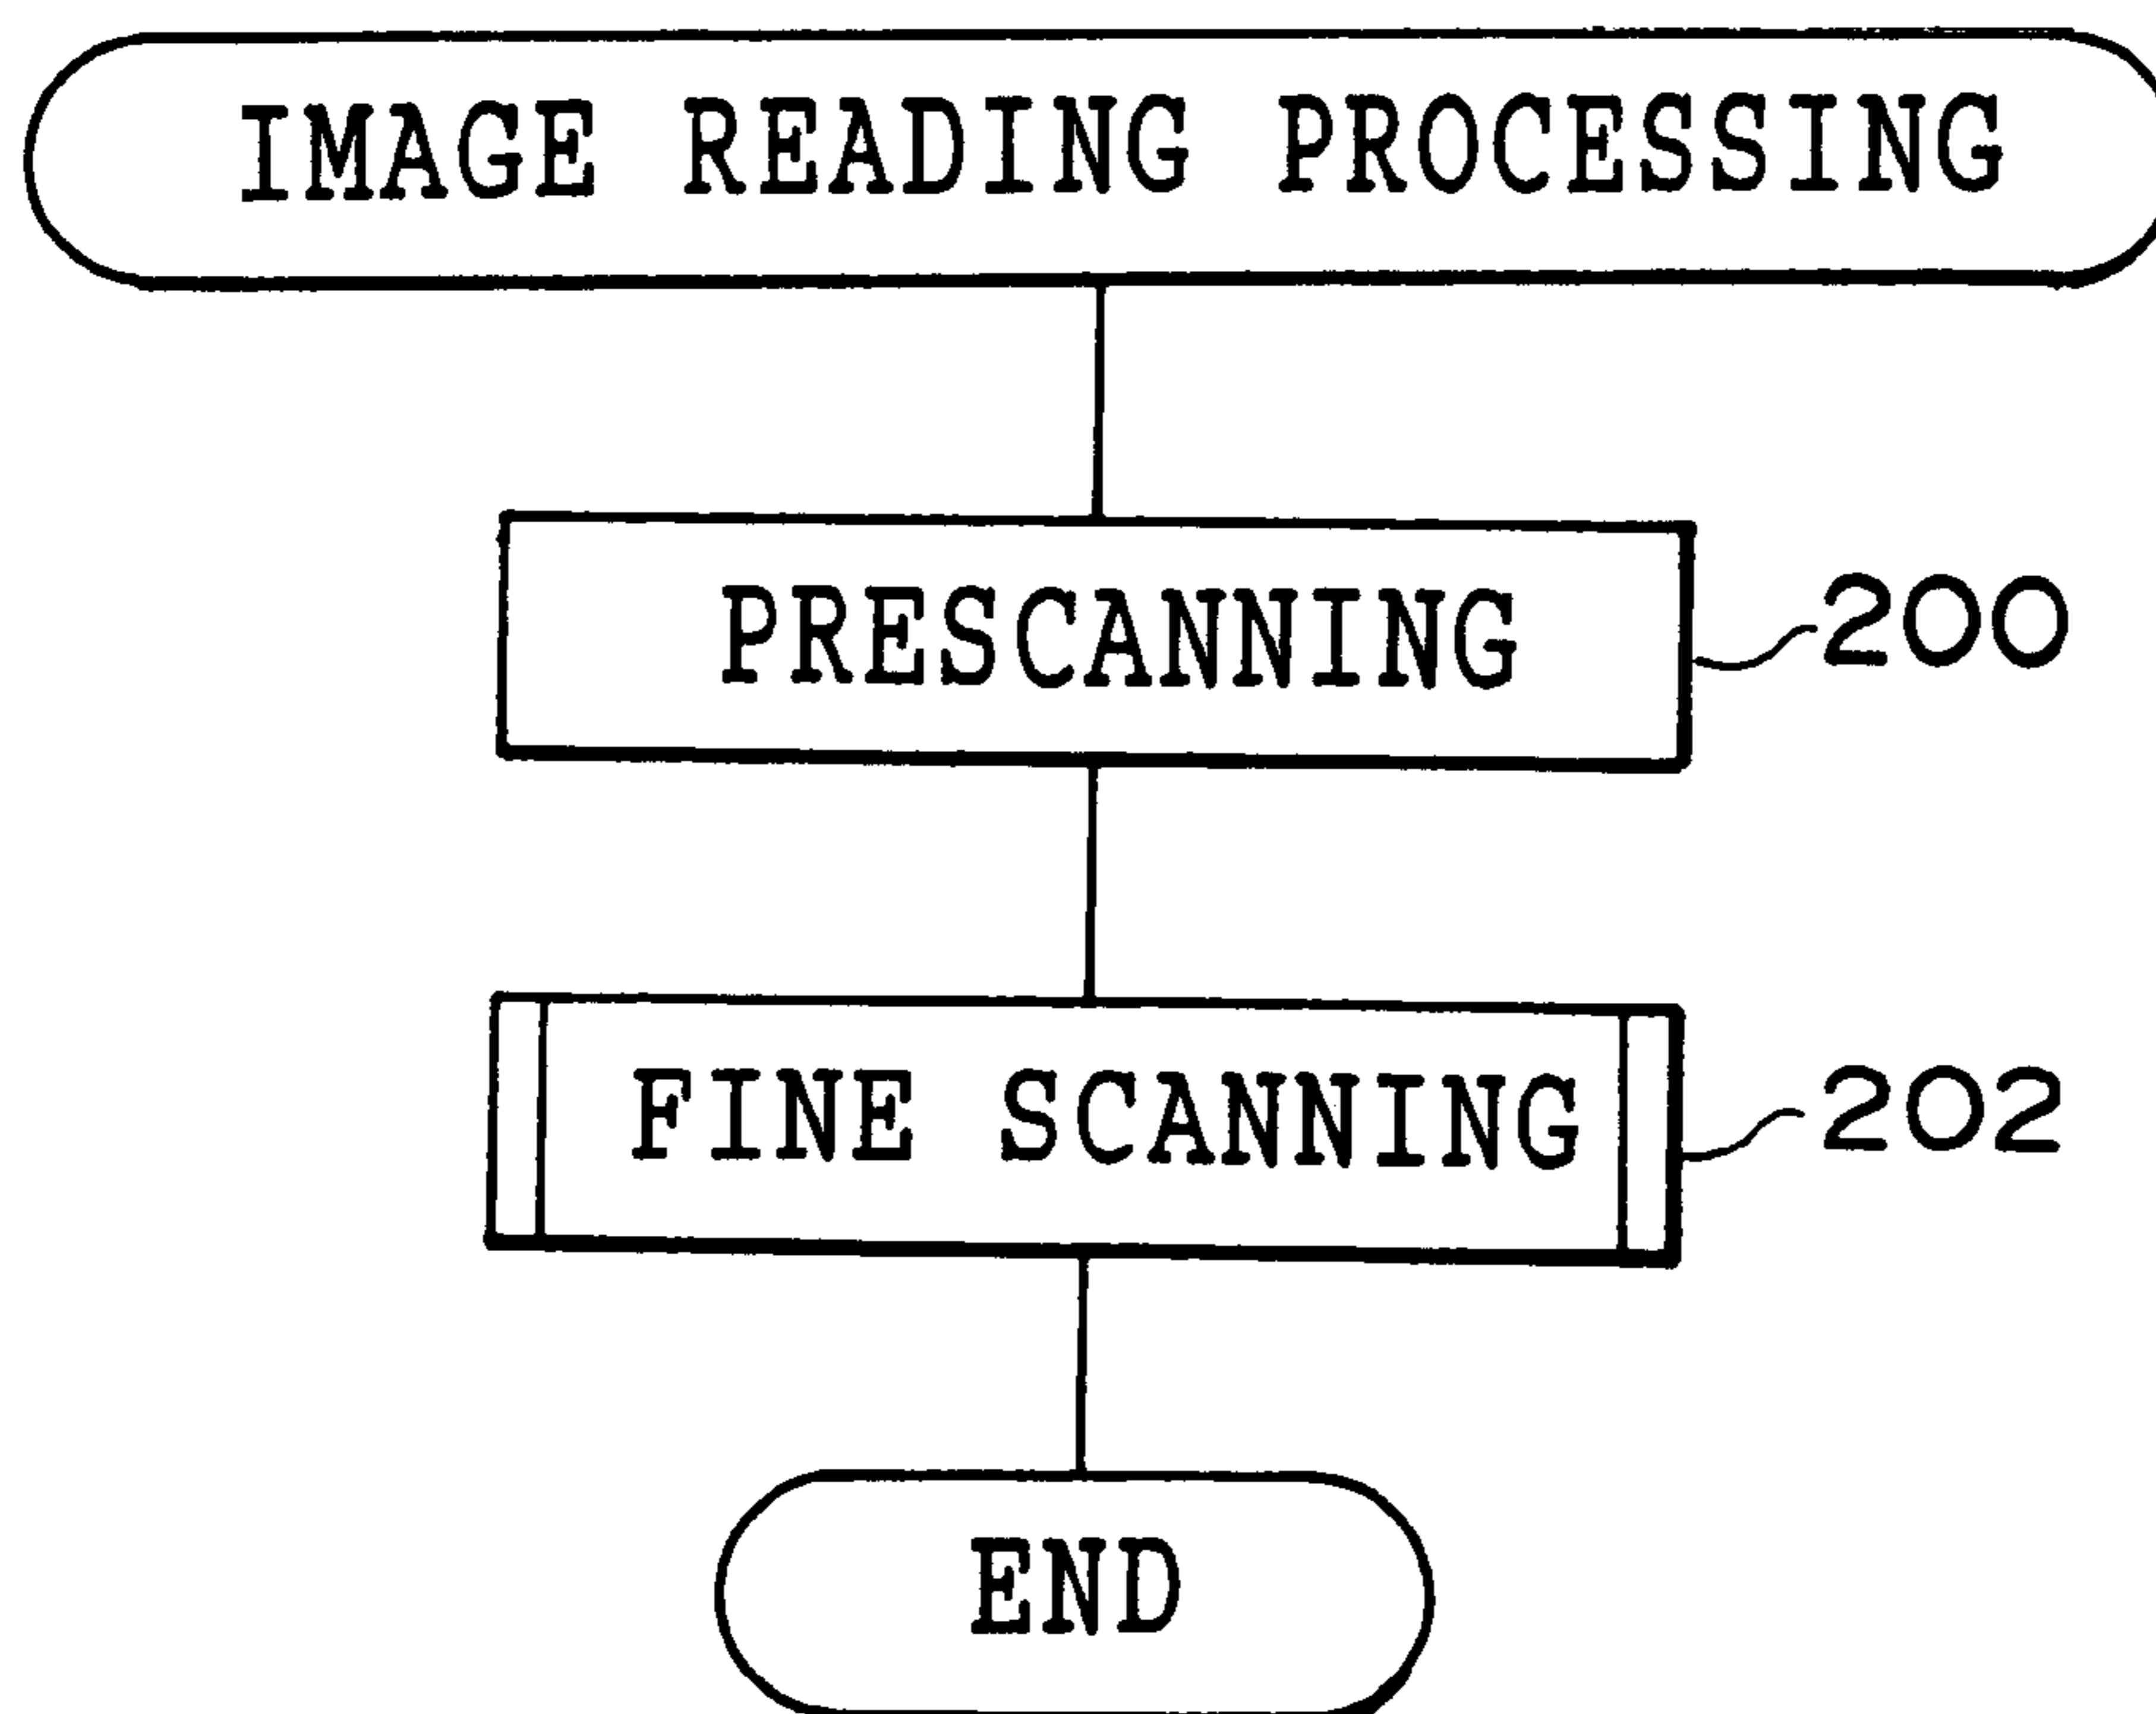 IMAGE READING PROCESSING
PRESCANNING 200
FINE SCANNING 202
END